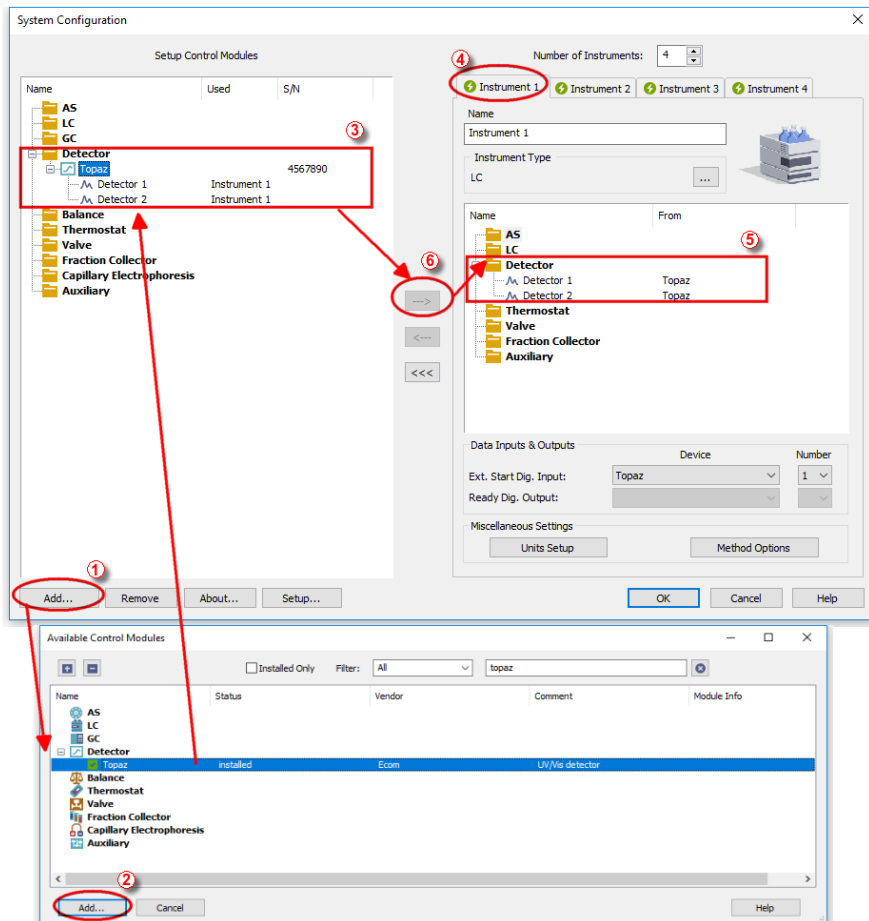 System Configuration
Setup Control Modules
Name Used S/N
AS
LC
GC
Detector
Topaz 4567890
Detector 1 Instrument 1
Detector 2 Instrument 1
Balance
Thermostat
Valve
Fraction Collector
Capillary Electrophoresis
Auxiliary
3
6
--->
<---
<<<
Number of Instruments: 4
4
Instrument 1 Instrument 2 Instrument 3 Instrument 4
Name
Instrument 1
Instrument Type
LC ...
Name From
5
AS
LC
Detector
Detector 1 Topaz
Detector 2 Topaz
Thermostat
Valve
Fraction Collector
Auxiliary
Data Inputs & Outputs
Device Number
Ext. Start Dig. Input: Topaz 1
Ready Dig. Output:
Miscellaneous Settings
Units Setup Method Options
1
Add... Remove About... Setup... OK Cancel Help
Available Control Modules
Installed Only Filter: All topaz
Name Status Vendor Comment Module Info
AS
LC
GC
Detector
Topaz installed Ecom UV/Vis detector
Balance
Thermostat
Valve
Fraction Collector
Capillary Electrophoresis
Auxiliary
2
Add... Cancel Help